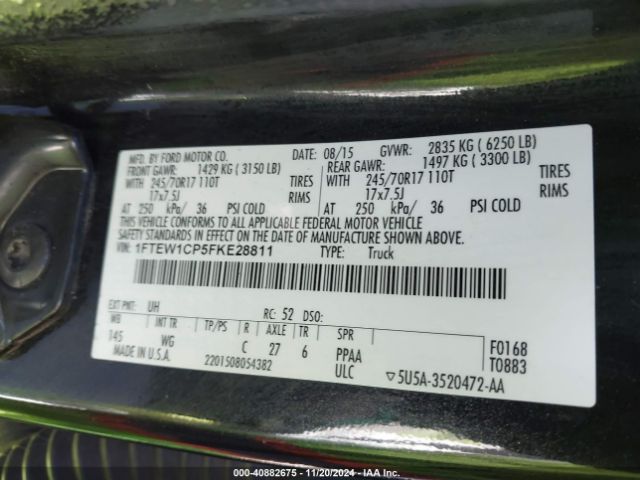 MFD. BY FORD MOTOR CO. DATE: 08/15 GVWR: 2835 KG ( 6250 LB)
FRONT GAWR: 1429 KG ( 3150 LB) REAR GAWR: 1497 KG ( 3300 LB)
WITH 245/70R17 110T TIRES WITH 245/70R17 110T TIRES
17x7.5J RIMS 17x7.5J RIMS
AT 250 kPa/ 36 PSI COLD AT 250 kPa/ 36 PSI COLD
THIS VEHICLE CONFORMS TO ALL APPLICABLE FEDERAL MOTOR VEHICLE
SAFETY AND THEFT PREVENTION STANDARDS IN EFFECT ON THE DATE OF MANUFACTURE SHOWN ABOVE.
VIN: 1FTEW1CP5FKE28811 TYPE: Truck
EXT PNT: UH RC: 52 DSO:
WB INT TR TP/PS R AXLE TR SPR
145 WG C 27 6 PPAA F0168
MADE IN U.S.A. 2201508054382 ULC T0883
▽5U5A-3520472-AA
000-40882675 - 11/20/2024 - IAA Inc.